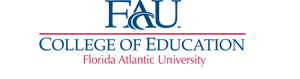 FAU
COLLEGE OF EDUCATION
Florida Atlantic University